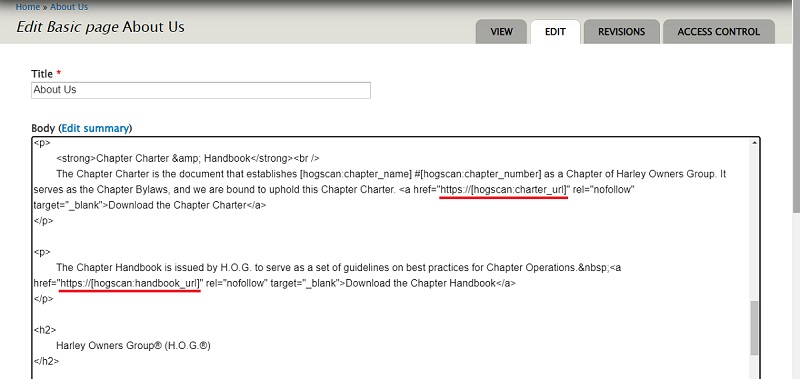 Home » About Us
Edit Basic page About Us
VIEW
EDIT
REVISIONS
ACCESS CONTROL
Title *
About Us
Body (Edit summary)
<p>
<strong>Chapter Charter &amp; Handbook</strong><br />
The Chapter Charter is the document that establishes [hogscan:chapter_name] #[hogscan:chapter_number] as a Chapter of Harley Owners Group. It
serves as the Chapter Bylaws, and we are bound to uphold this Chapter Charter. <a href="https://[hogscan:charter_url]" rel="nofollow"
target="_blank">Download the Chapter Charter</a>
</p>
<p>
The Chapter Handbook is issued by H.O.G. to serve as a set of guidelines on best practices for Chapter Operations.&nbsp;<a
href="https://[hogscan:handbook_url]" rel="nofollow" target="_blank">Download the Chapter Handbook</a>
</p>
<h2>
Harley Owners Group® (H.O.G.®)
</h2>